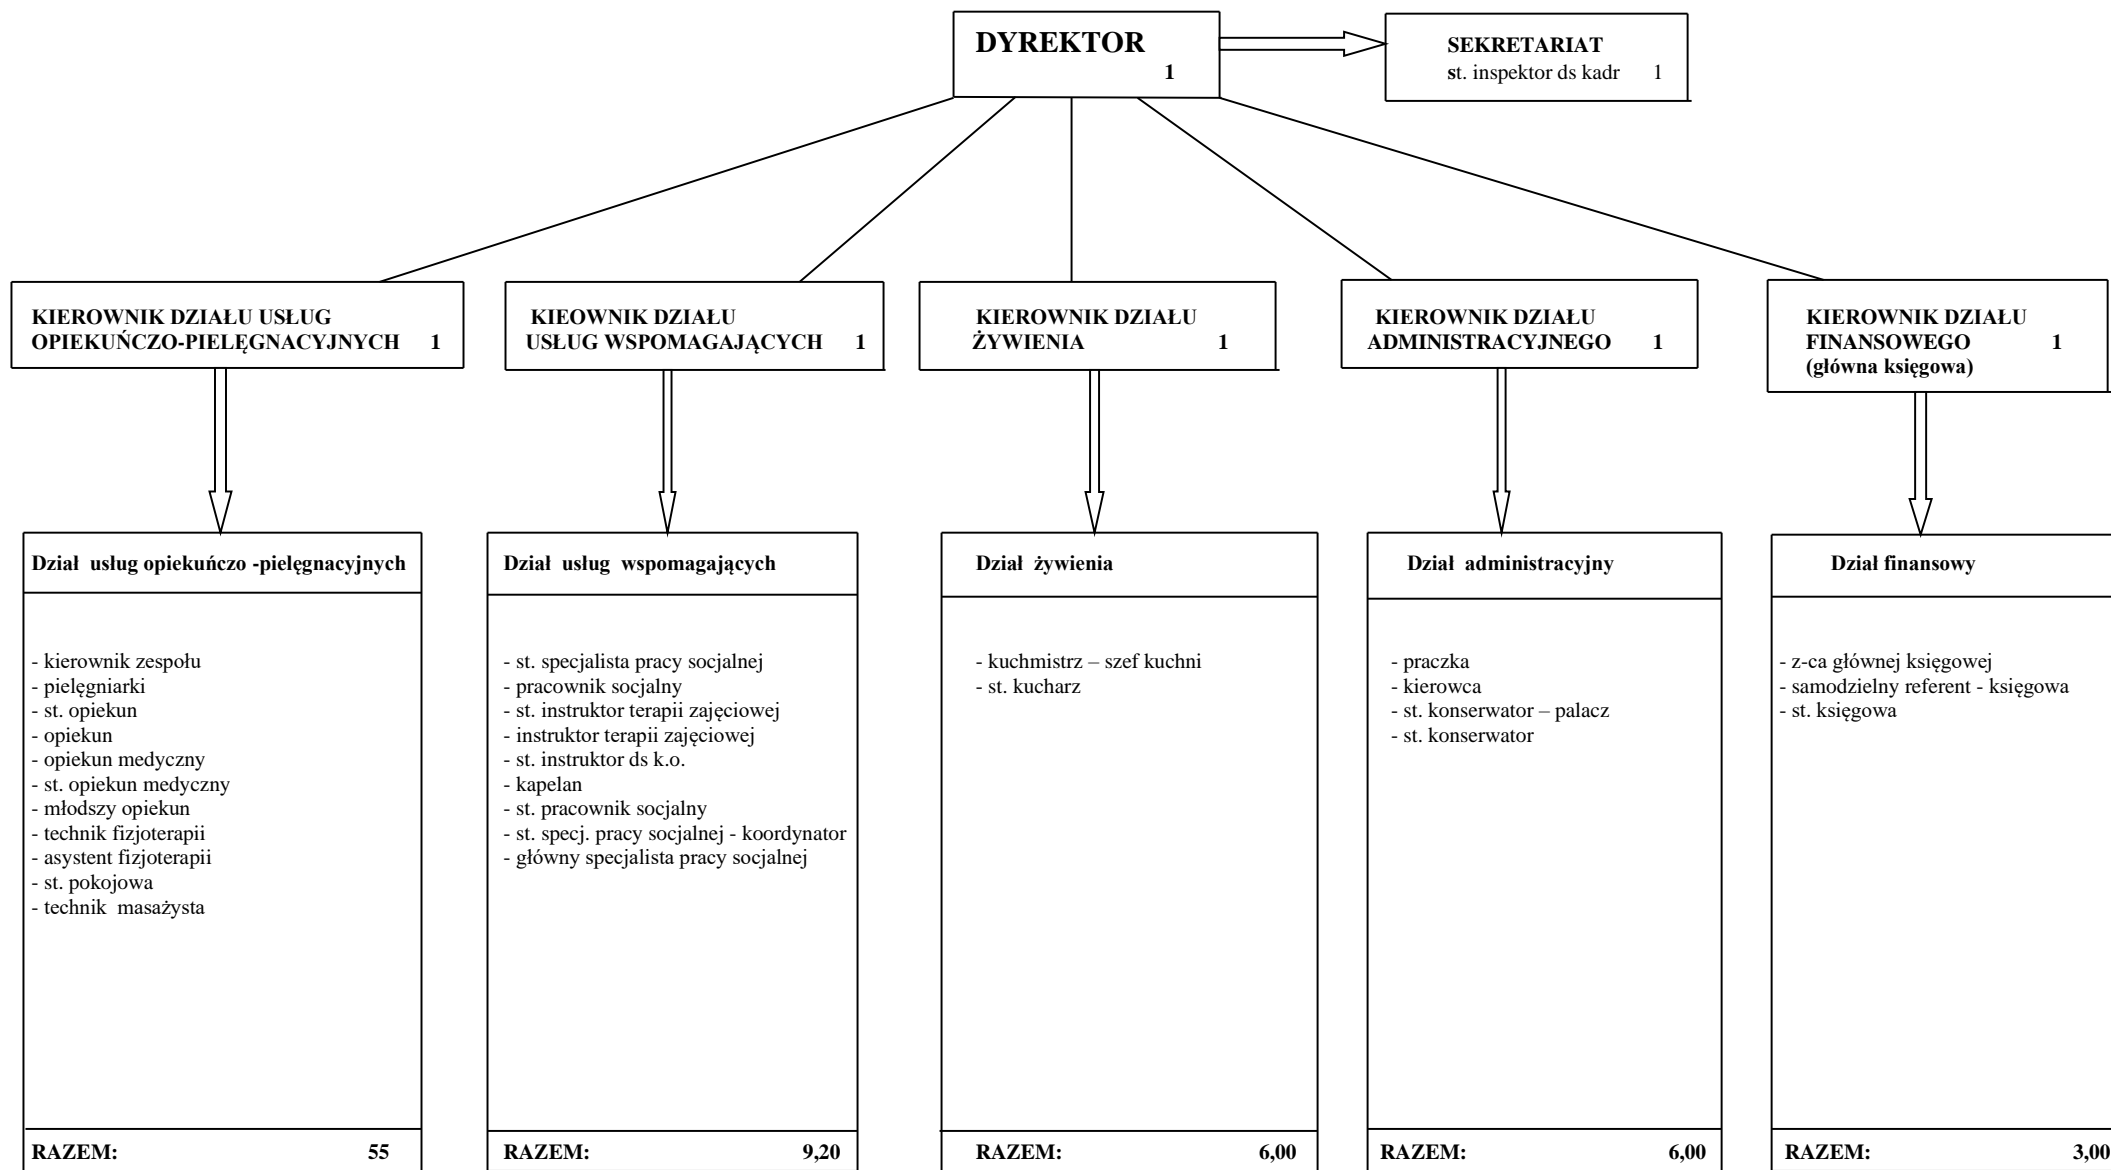 DYREKTOR
1
SEKRETARIAT
st. inspektor ds kadr 1
KIEROWNIK DZIAŁU USŁUG
OPIEKUŃCZO-PIELĘGNACYJNYCH 1
KIEOWNIK DZIAŁU
USŁUG WSPOMAGAJĄCYCH 1
KIEROWNIK DZIAŁU
ŻYWIENIA 1
KIEROWNIK DZIAŁU
ADMINISTRACYJNEGO 1
KIEROWNIK DZIAŁU
FINANSOWEGO 1
(główna księgowa)
Dział usług opiekuńczo -pielęgnacyjnych
- kierownik zespołu
- pielęgniarki
- st. opiekun
- opiekun
- opiekun medyczny
- st. opiekun medyczny
- młodszy opiekun
- technik fizjoterapii
- asystent fizjoterapii
- st. pokojowa
- technik masażysta
RAZEM: 55
Dział usług wspomagających
- st. specjalista pracy socjalnej
- pracownik socjalny
- st. instruktor terapii zajęciowej
- instruktor terapii zajęciowej
- st. instruktor ds k.o.
- kapelan
- st. pracownik socjalny
- st. specj. pracy socjalnej - koordynator
- główny specjalista pracy socjalnej
RAZEM: 9,20
Dział żywienia
- kuchmistrz – szef kuchni
- st. kucharz
RAZEM: 6,00
Dział administracyjny
- praczka
- kierowca
- st. konserwator – palacz
- st. konserwator
RAZEM: 6,00
Dział finansowy
- z-ca głównej księgowej
- samodzielny referent - księgowa
- st. księgowa
RAZEM: 3,00